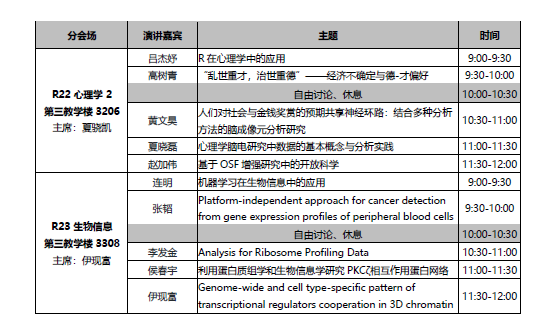 分会场 演讲嘉宾 主题 时间
R22 心理学 2
第三教学楼 3206
主席：夏骁凯
吕杰妤 R 在心理学中的应用 9:00-9:30
高树青 “乱世重才，治世重德”——经济不确定与德-才偏好 9:30-10:00
自由讨论、休息 10:00-10:30
黄文昊 人们对社会与金钱奖赏的预期共享神经环路：结合多种分析
方法的脑成像元分析研究 10:30-11:00
夏晓磊 心理学脑电研究中数据的基本概念与分析实践 11:00-11:30
赵加伟 基于 OSF 增强研究中的开放科学 11:30-12:00
R23 生物信息
第三教学楼 3308
主席：伊现富
连明 机器学习在生物信息中的应用 9:00-9:30
张韬 Platform-independent approach for cancer detection
from gene expression profiles of peripheral blood cells 9:30-10:00
自由讨论、休息 10:00-10:30
李发金 Analysis for Ribosome Profiling Data 10:30-11:00
侯春宇 利用蛋白质组学和生物信息学研究 PKCζ相互作用蛋白网络 11:00-11:30
伊现富 Genome-wide and cell type-specific pattern of
transcriptional regulators cooperation in 3D chromatin 11:30-12:00